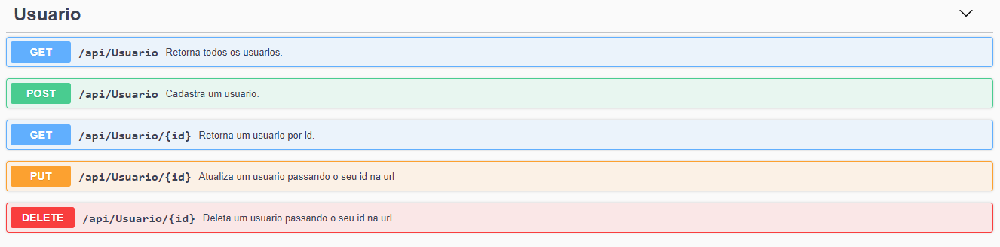 Usuario
GET /api/Usuario Retorna todos os usuarios.
POST /api/Usuario Cadastra um usuario.
GET /api/Usuario/{id} Retorna um usuario por id.
PUT /api/Usuario/{id} Atualiza um usuario passando o seu id na url
DELETE /api/Usuario/{id} Deleta um usuario passando o seu id na url